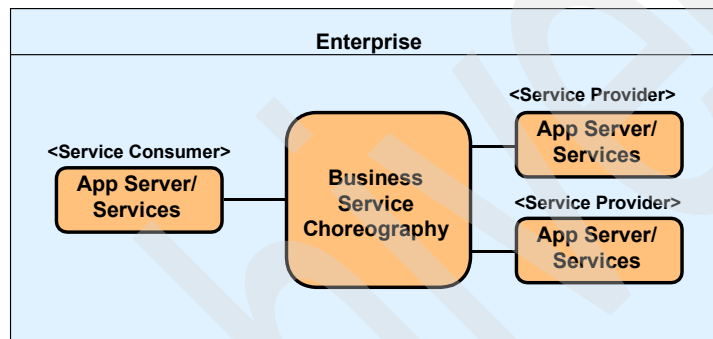 Enterprise
<Service Provider>
App Server/
Services
<Service Consumer>
App Server/
Services
Business
Service
Choreography
<Service Provider>
App Server/
Services